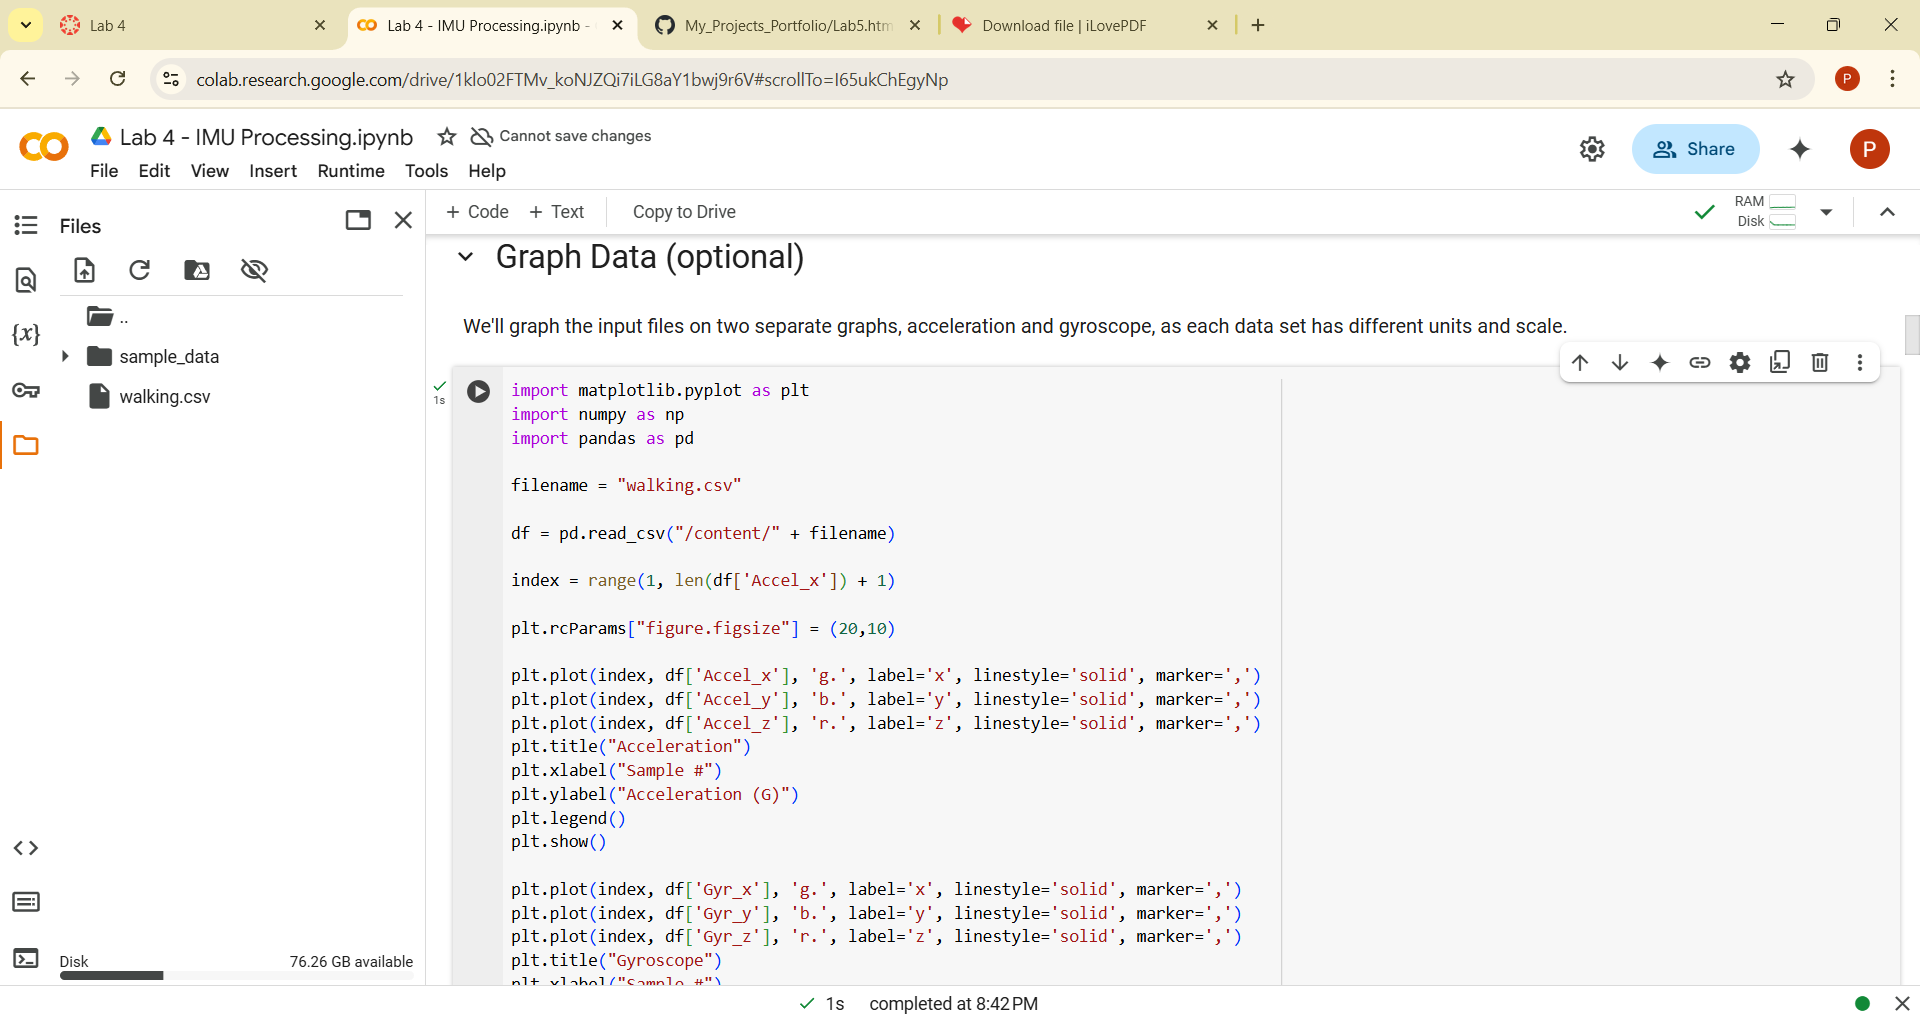 Lab 4
Lab 4 - IMU Processing.ipynb -
My_Projects_Portfolio/Lab5.htm
Download file | iLovePDF
colab.research.google.com/drive/1klo02FTMv_koNJZQi7iLG8aY1bwj9r6V#scrollTo=I65ukChEgyNp
P
Lab 4 - IMU Processing.ipynb
Cannot save changes
File Edit View Insert Runtime Tools Help
Share
P
Files
+ Code + Text
Copy to Drive
RAM
Disk
..
sample_data
walking.csv
{x}
Graph Data (optional)
We'll graph the input files on two separate graphs, acceleration and gyroscope, as each data set has different units and scale.
1s
import matplotlib.pyplot as plt
import numpy as np
import pandas as pd
filename = "walking.csv"
df = pd.read_csv("/content/" + filename)
index = range(1, len(df['Accel_x']) + 1)
plt.rcParams["figure.figsize"] = (20,10)
plt.plot(index, df['Accel_x'], 'g.', label='x', linestyle='solid', marker=',')
plt.plot(index, df['Accel_y'], 'b.', label='y', linestyle='solid', marker=',')
plt.plot(index, df['Accel_z'], 'r.', label='z', linestyle='solid', marker=',')
plt.title("Acceleration")
plt.xlabel("Sample #")
plt.ylabel("Acceleration (G)")
plt.legend()
plt.show()
plt.plot(index, df['Gyr_x'], 'g.', label='x', linestyle='solid', marker=',')
plt.plot(index, df['Gyr_y'], 'b.', label='y', linestyle='solid', marker=',')
plt.plot(index, df['Gyr_z'], 'r.', label='z', linestyle='solid', marker=',')
plt.title("Gyroscope")
plt.xlabel("Sample #")
Disk
76.26 GB available
1s completed at 8:42 PM